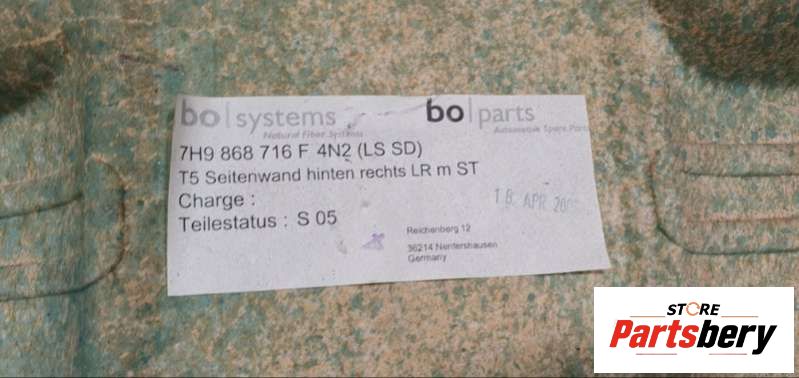 bo|systems
Natural Fiber Systems
bo|parts
Automotive Spare Parts
7H9 868 716 F 4N2 (LS SD)
T5 Seitenwand hinten rechts LR m ST
Charge :
Teilestatus : S 05
18. APR
Reichenberg 12
36214 Nentershausen
Germany
STORE
Partsbery